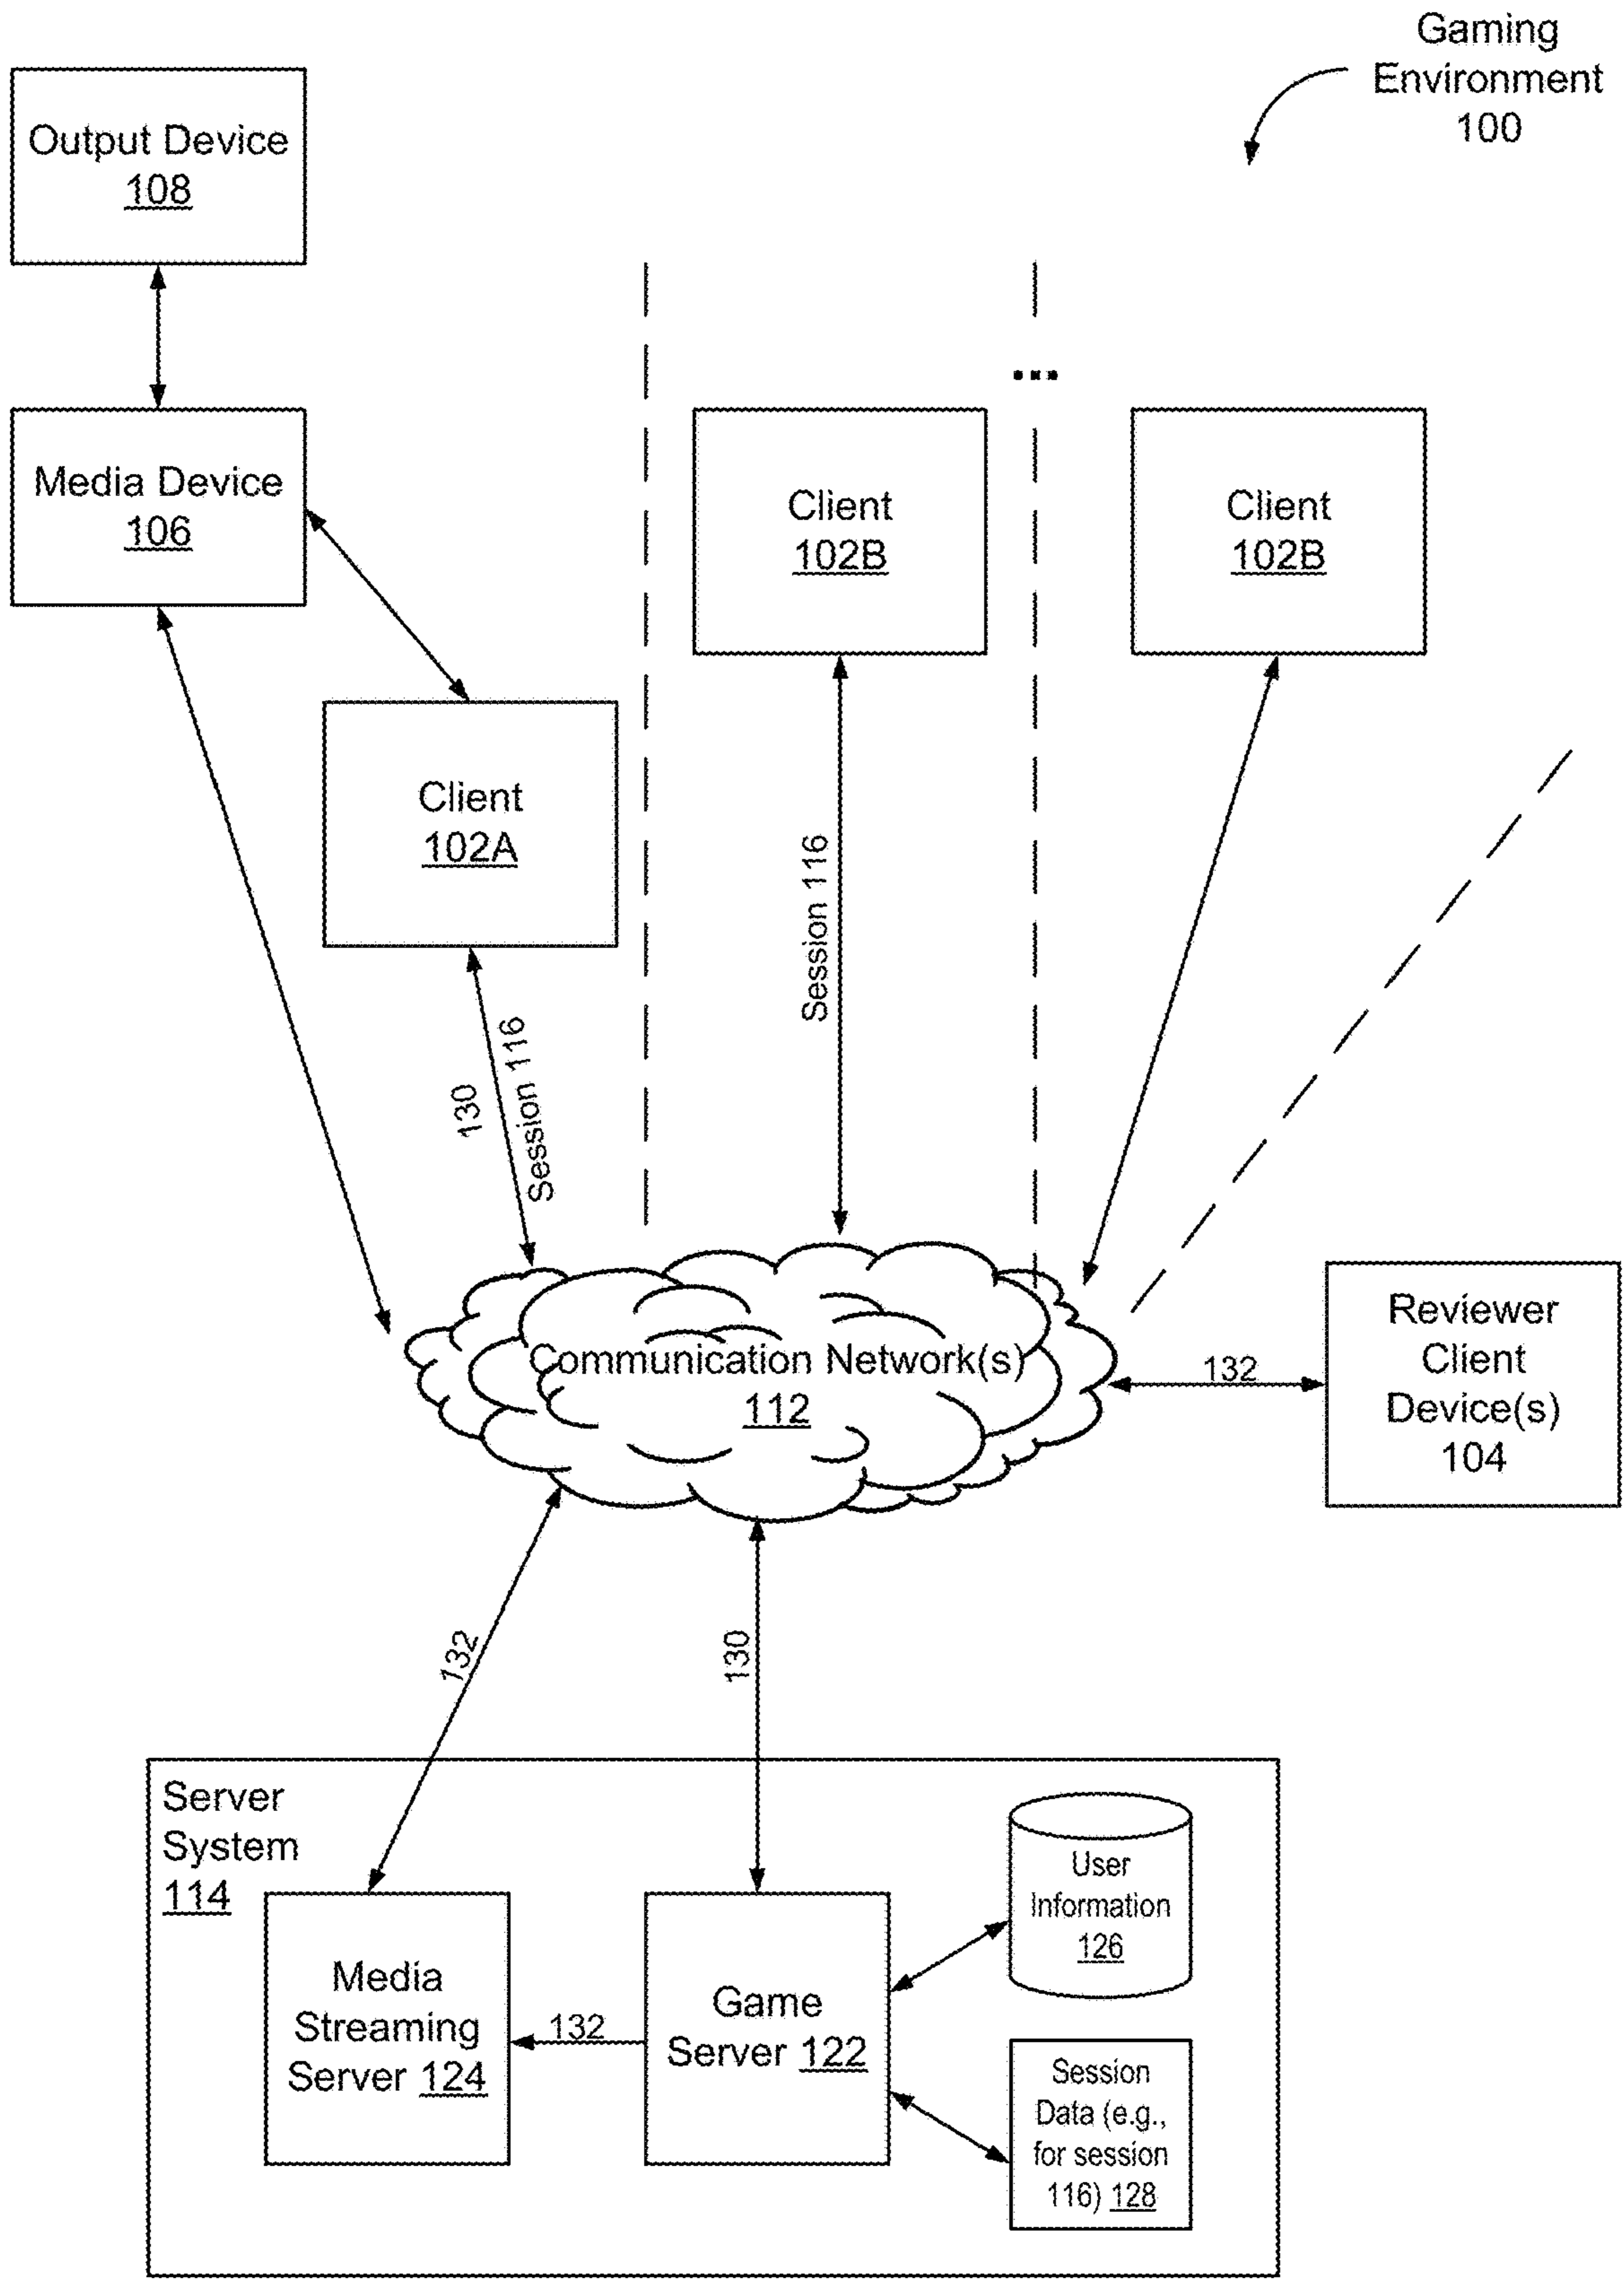 Gaming
Environment
100
Output Device
108
...
Media Device
106
Client
102B
Client
102B
Client
102A
Session 116
130
Session 116
Communication Network(s)
112
132
Reviewer
Client
Device(s)
104
132
130
Server
System
114
Media
Streaming
Server 124
132
Game
Server 122
User
Information
126
Session
Data (e.g.,
for session
116) 128